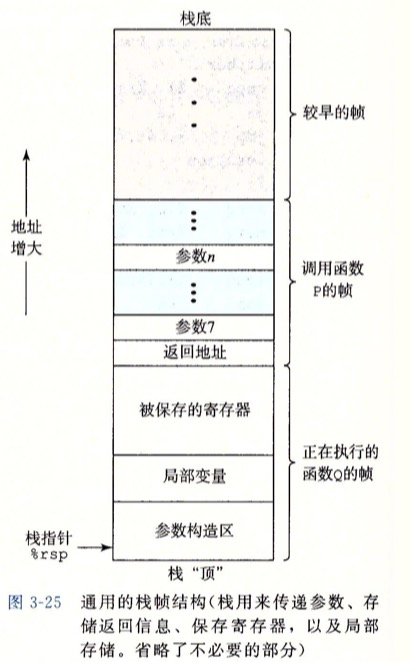 栈底
较早的帧
地址
增大
参数n
调用函数
P的帧
参数7
返回地址
被保存的寄存器
局部变量
正在执行的
函数Q的帧
参数构造区
栈指针
%rsp
栈“顶”
图 3-25 通用的栈帧结构(栈用来传递参数、存
储返回信息、保存寄存器，以及局部
存储。省略了不必要的部分)